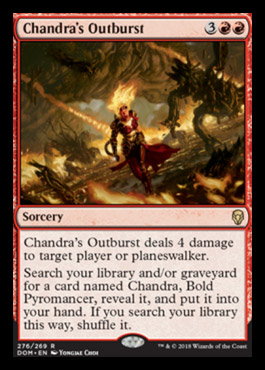 Chandra's Outburst 3
Sorcery
Chandra's Outburst deals 4 damage
to target player or planeswalker.
Search your library and/or graveyard
for a card named Chandra, Bold
Pyromancer, reveal it, and put it into
your hand. If you search your library
this way, shuffle it.
276/269 R
DOM • EN YONGJAE CHOI
™ & © 2018 Wizards of the Coast